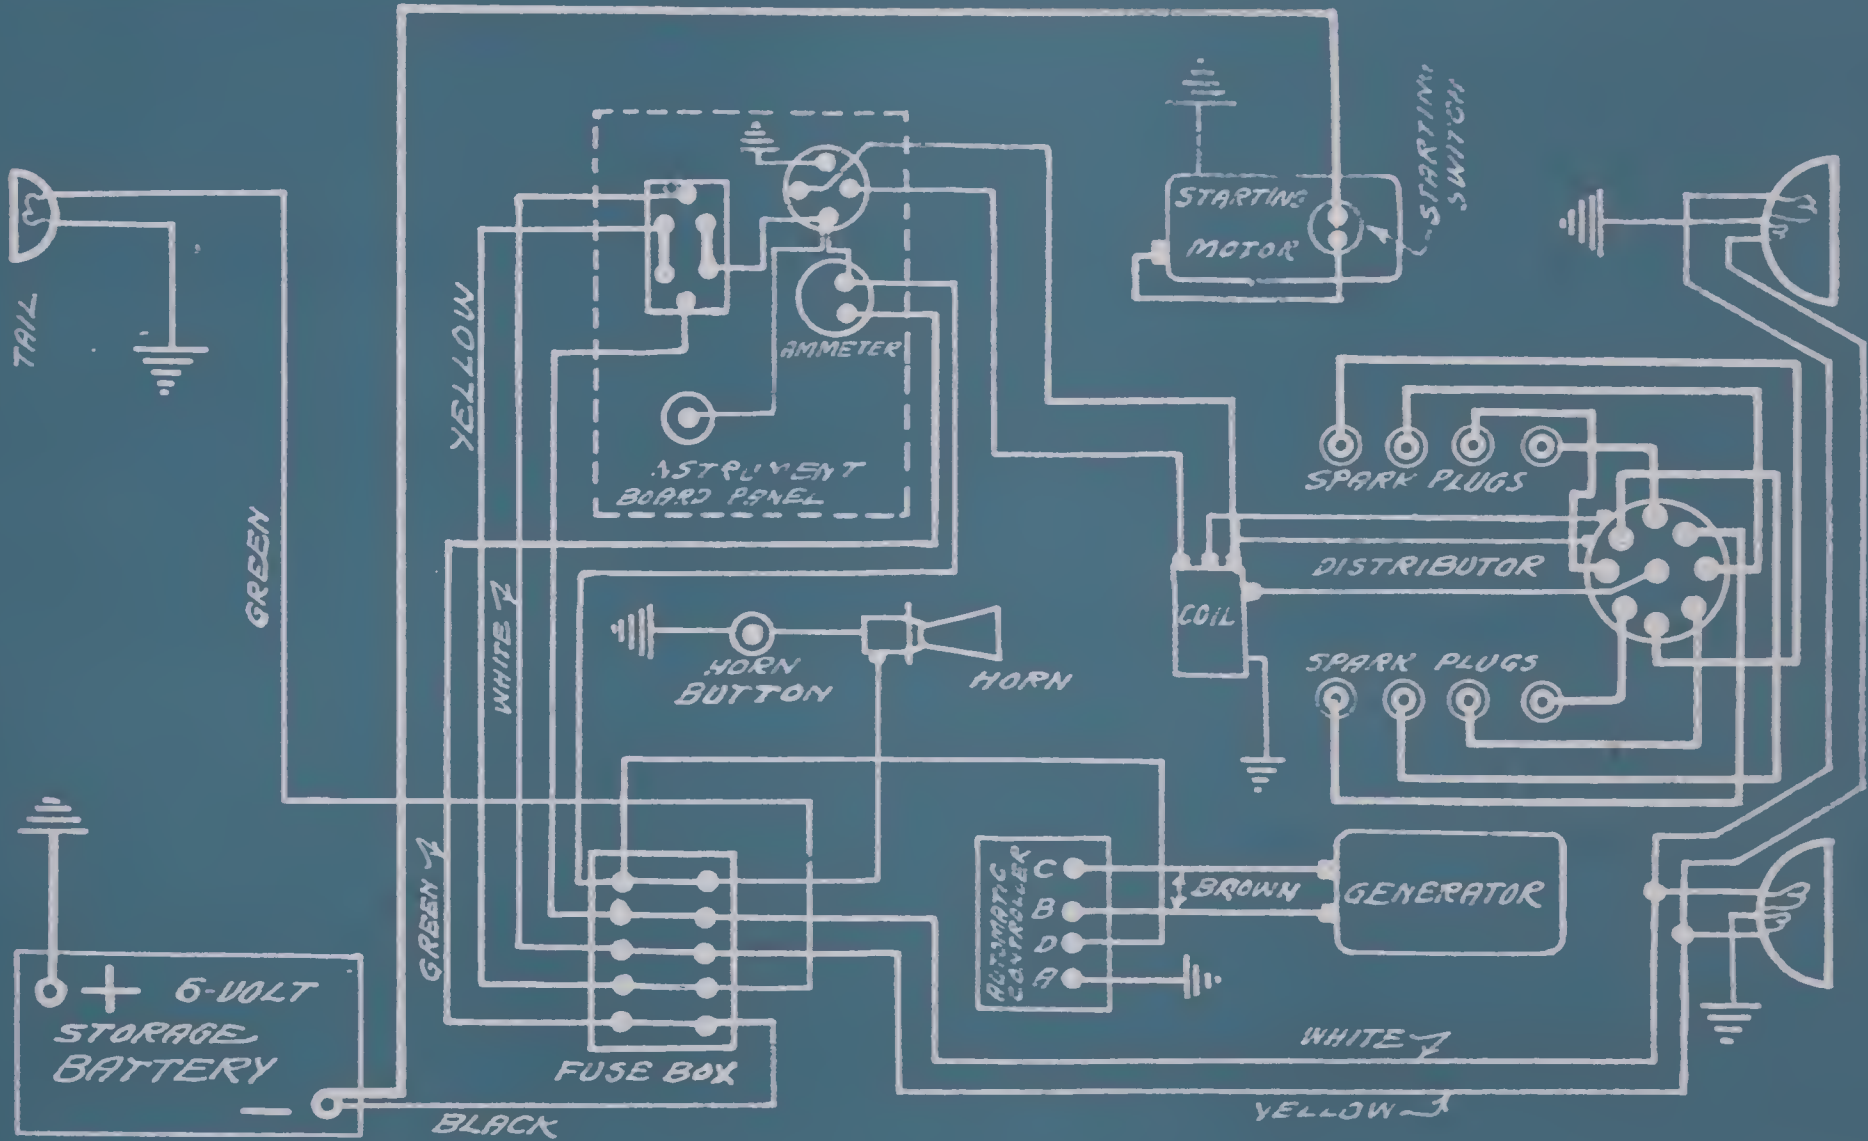 STARTING
SWITCH
STARTING
MOTOR
TAIL
YELLOW
AMMETER
INSTRUMENT
BOARD PANEL
SPARK PLUGS
GREEN
DISTRIBUTOR
WHITE
COIL
HORN
BUTTON
HORN
SPARK PLUGS
GREEN
AUTOMATIC
CONTROLLER
C
B
D
A
BROWN
GENERATOR
+ 6-VOLT
STORAGE
BATTERY
—
FUSE BOX
BLACK
WHITE
YELLOW